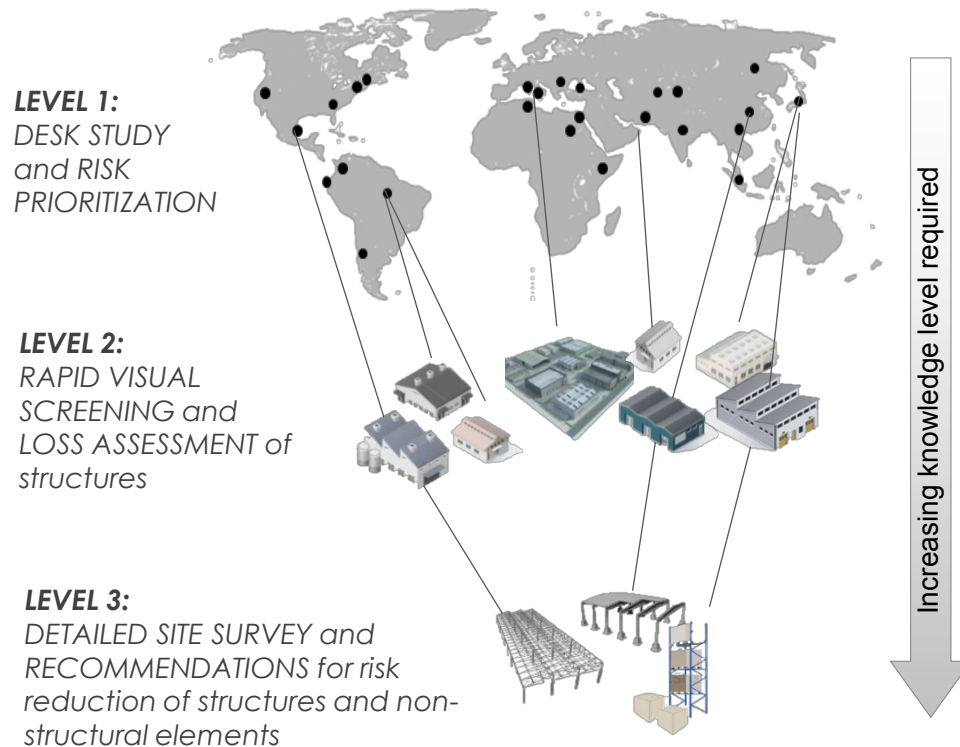 LEVEL 1:
DESK STUDY
and RISK
PRIORITIZATION
LEVEL 2:
RAPID VISUAL
SCREENING and
LOSS ASSESSMENT of
structures
LEVEL 3:
DETAILED SITE SURVEY and
RECOMMENDATIONS for risk
reduction of structures and non-
structural elements
Increasing knowledge level required